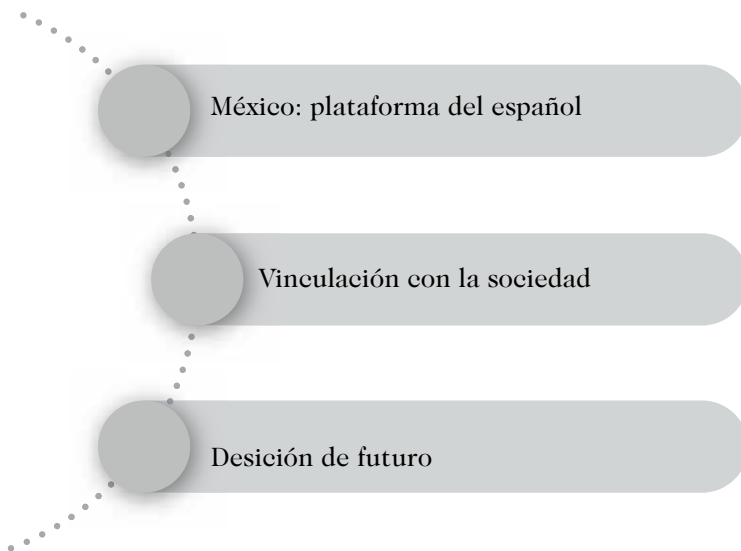 México: plataforma del español
Vinculación con la sociedad
Desición de futuro